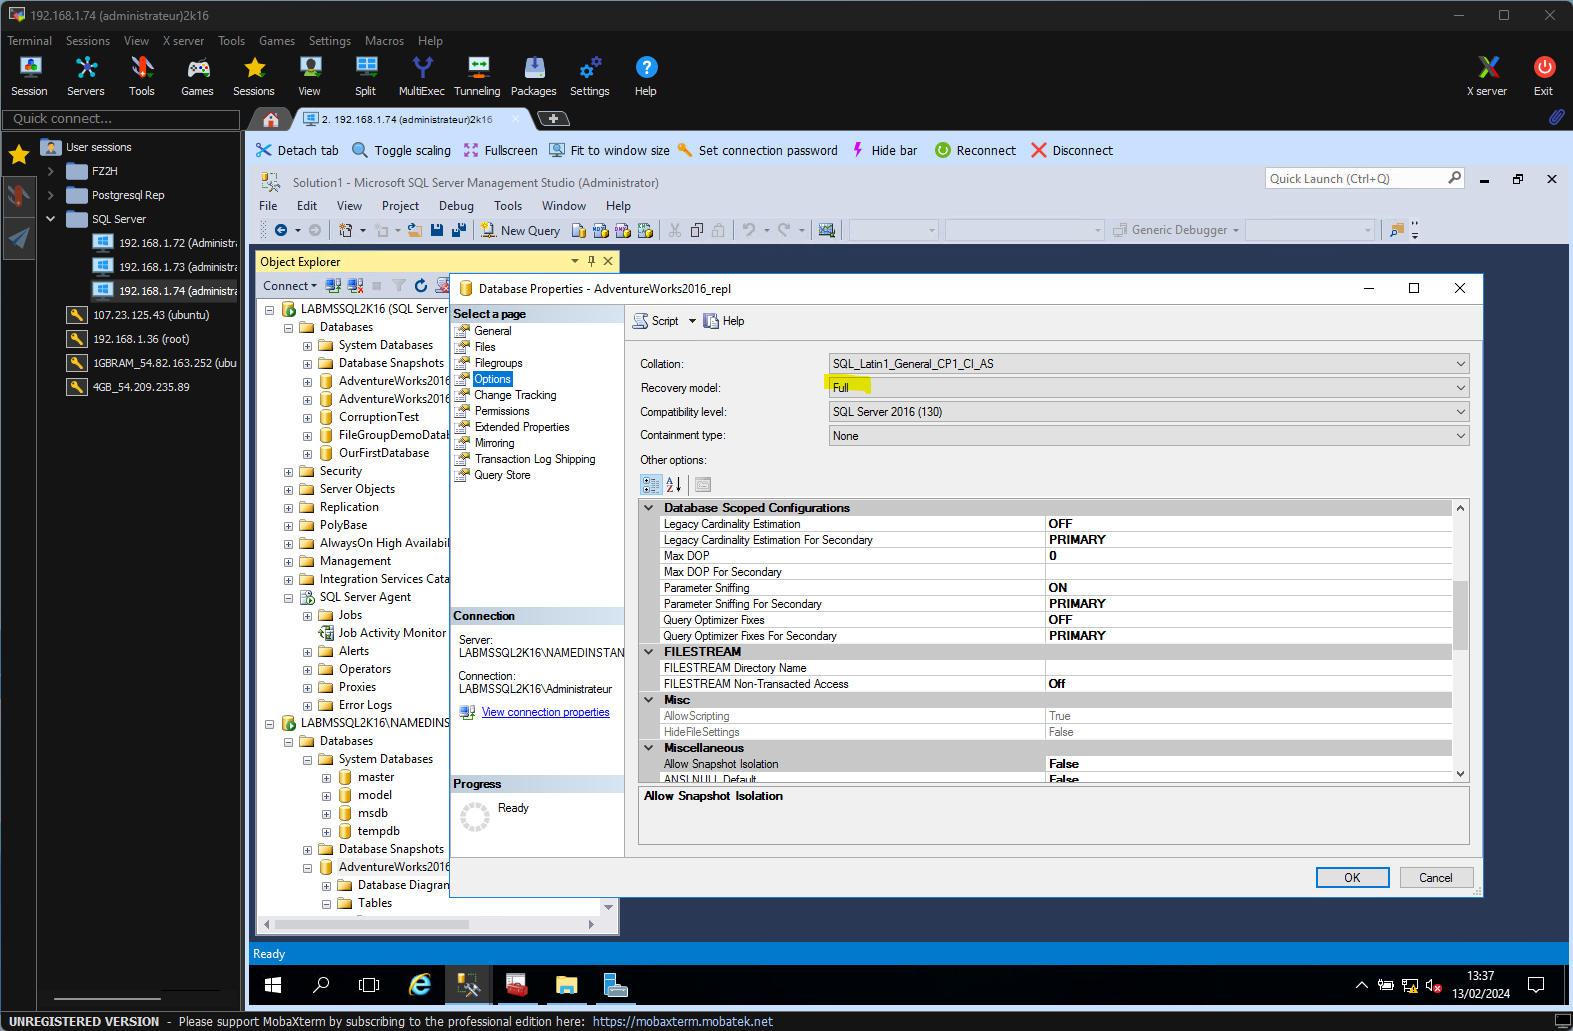 192.168.1.74 (administrateur)2k16
Terminal Sessions View X server Tools Games Settings Macros Help
Session Servers Tools Games Sessions View Split MultiExec Tunneling Packages Settings Help X server Exit
Quick connect...
2. 192.168.1.74 (administrateur)2k16
Detach tab Toggle scaling Fullscreen Fit to window size Set connection password Hide bar Reconnect Disconnect
User sessions
FZ2H
Postgresql Rep
SQL Server
192.168.1.72 (Administra
192.168.1.73 (administra
192.168.1.74 (administra
107.23.125.43 (ubuntu)
192.168.1.36 (root)
1GBRAM_54.82.163.252 (ubu
4GB_54.209.235.89
Solution1 - Microsoft SQL Server Management Studio (Administrator)
Quick Launch (Ctrl+Q)
File Edit View Project Debug Tools Window Help
New Query
Generic Debugger
Object Explorer
Connect
LABMSSQL2K16 (SQL Server
Databases
System Databases
Database Snapshots
AdventureWorks2016
AdventureWorks2016
CorruptionTest
FileGroupDemoDatab
OurFirstDatabase
Security
Server Objects
Replication
PolyBase
AlwaysOn High Availabil
Management
Integration Services Cata
SQL Server Agent
Jobs
Job Activity Monitor
Alerts
Operators
Proxies
Error Logs
LABMSSQL2K16\NAMEDINS
Databases
System Databases
master
model
msdb
tempdb
Database Snapshots
AdventureWorks2016
Database Diagran
Tables
Database Properties - AdventureWorks2016_repl
Select a page
General
Files
Filegroups
Options
Change Tracking
Permissions
Extended Properties
Mirroring
Transaction Log Shipping
Query Store
Connection
Server:
LABMSSQL2K16\NAMEDINSTAN
Connection:
LABMSSQL2K16\Administrateur
View connection properties
Progress
Ready
Script Help
Collation: SQL_Latin1_General_CP1_CI_AS
Recovery model: Full
Compatibility level: SQL Server 2016 (130)
Containment type: None
Other options:
Database Scoped Configurations
Legacy Cardinality Estimation OFF
Legacy Cardinality Estimation For Secondary PRIMARY
Max DOP 0
Max DOP For Secondary
Parameter Sniffing ON
Parameter Sniffing For Secondary PRIMARY
Query Optimizer Fixes OFF
Query Optimizer Fixes For Secondary PRIMARY
FILESTREAM
FILESTREAM Directory Name
FILESTREAM Non-Transacted Access Off
Misc
AllowScripting True
HideFileSettings False
Miscellaneous
Allow Snapshot Isolation False
ANSI NULL Default False
Allow Snapshot Isolation
OK Cancel
Ready
13:37
13/02/2024
UNREGISTERED VERSION - Please support MobaXterm by subscribing to the professional edition here: https://mobaxterm.mobatek.net